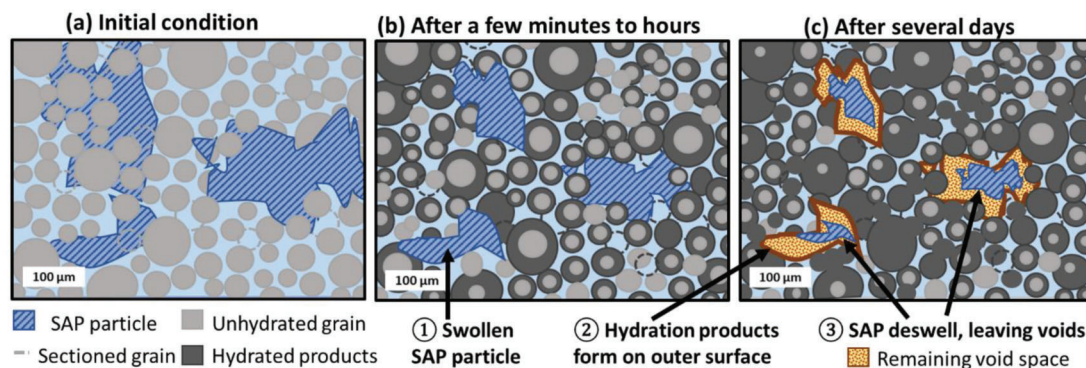 (a) Initial condition
(b) After a few minutes to hours
(c) After several days
100 µm
100 µm
100 µm
SAP particle
Unhydrated grain
Sectioned grain
Hydrated products
① Swollen
SAP particle
② Hydration products
form on outer surface
③ SAP deswell, leaving voids
Remaining void space